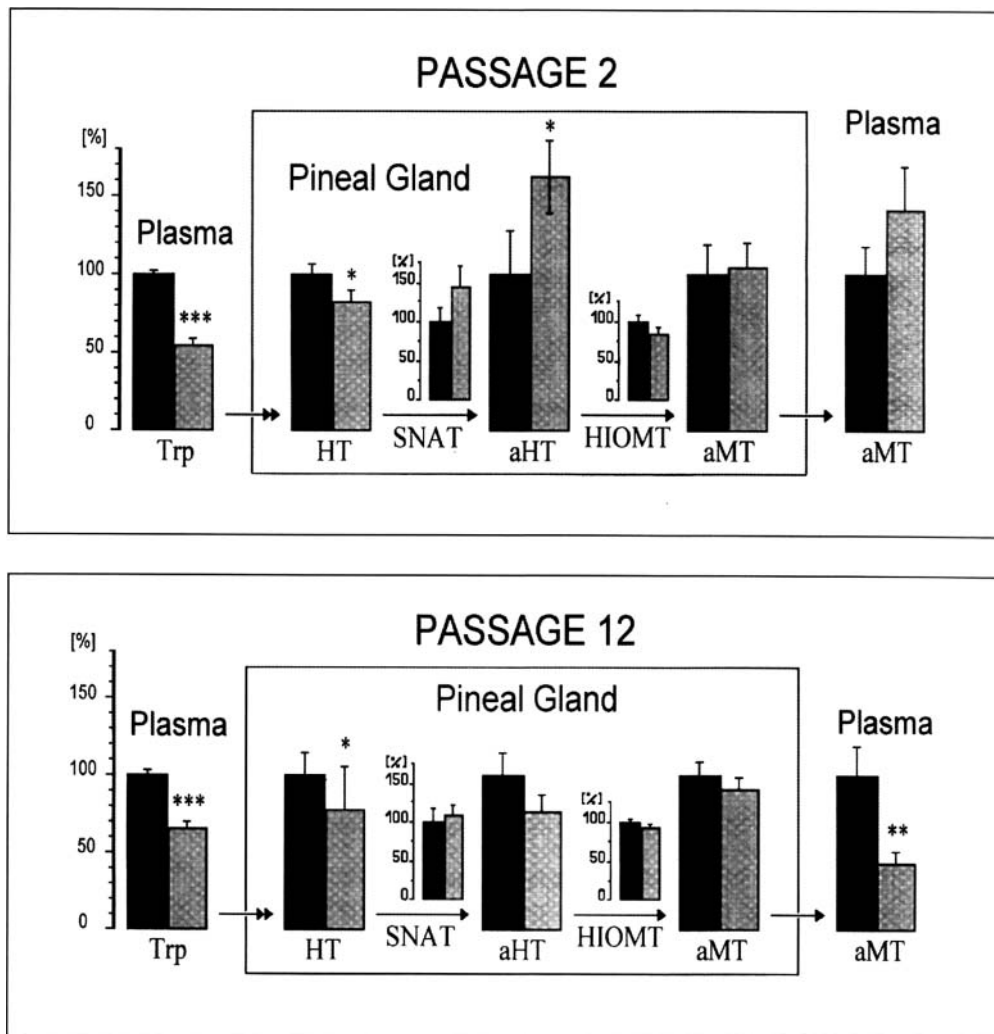 PASSAGE 2
[%]
150
100
50
0
Plasma
***
Trp
Pineal Gland
*
HT
[%]
150
100
50
0
SNAT
*
aHT
[%]
100
50
0
HIOMT
aMT
Plasma
aMT
PASSAGE 12
[%]
150
100
50
0
Plasma
***
Trp
Pineal Gland
*
HT
[%]
150
100
50
0
SNAT
aHT
[%]
100
50
0
HIOMT
aMT
Plasma
**
aMT